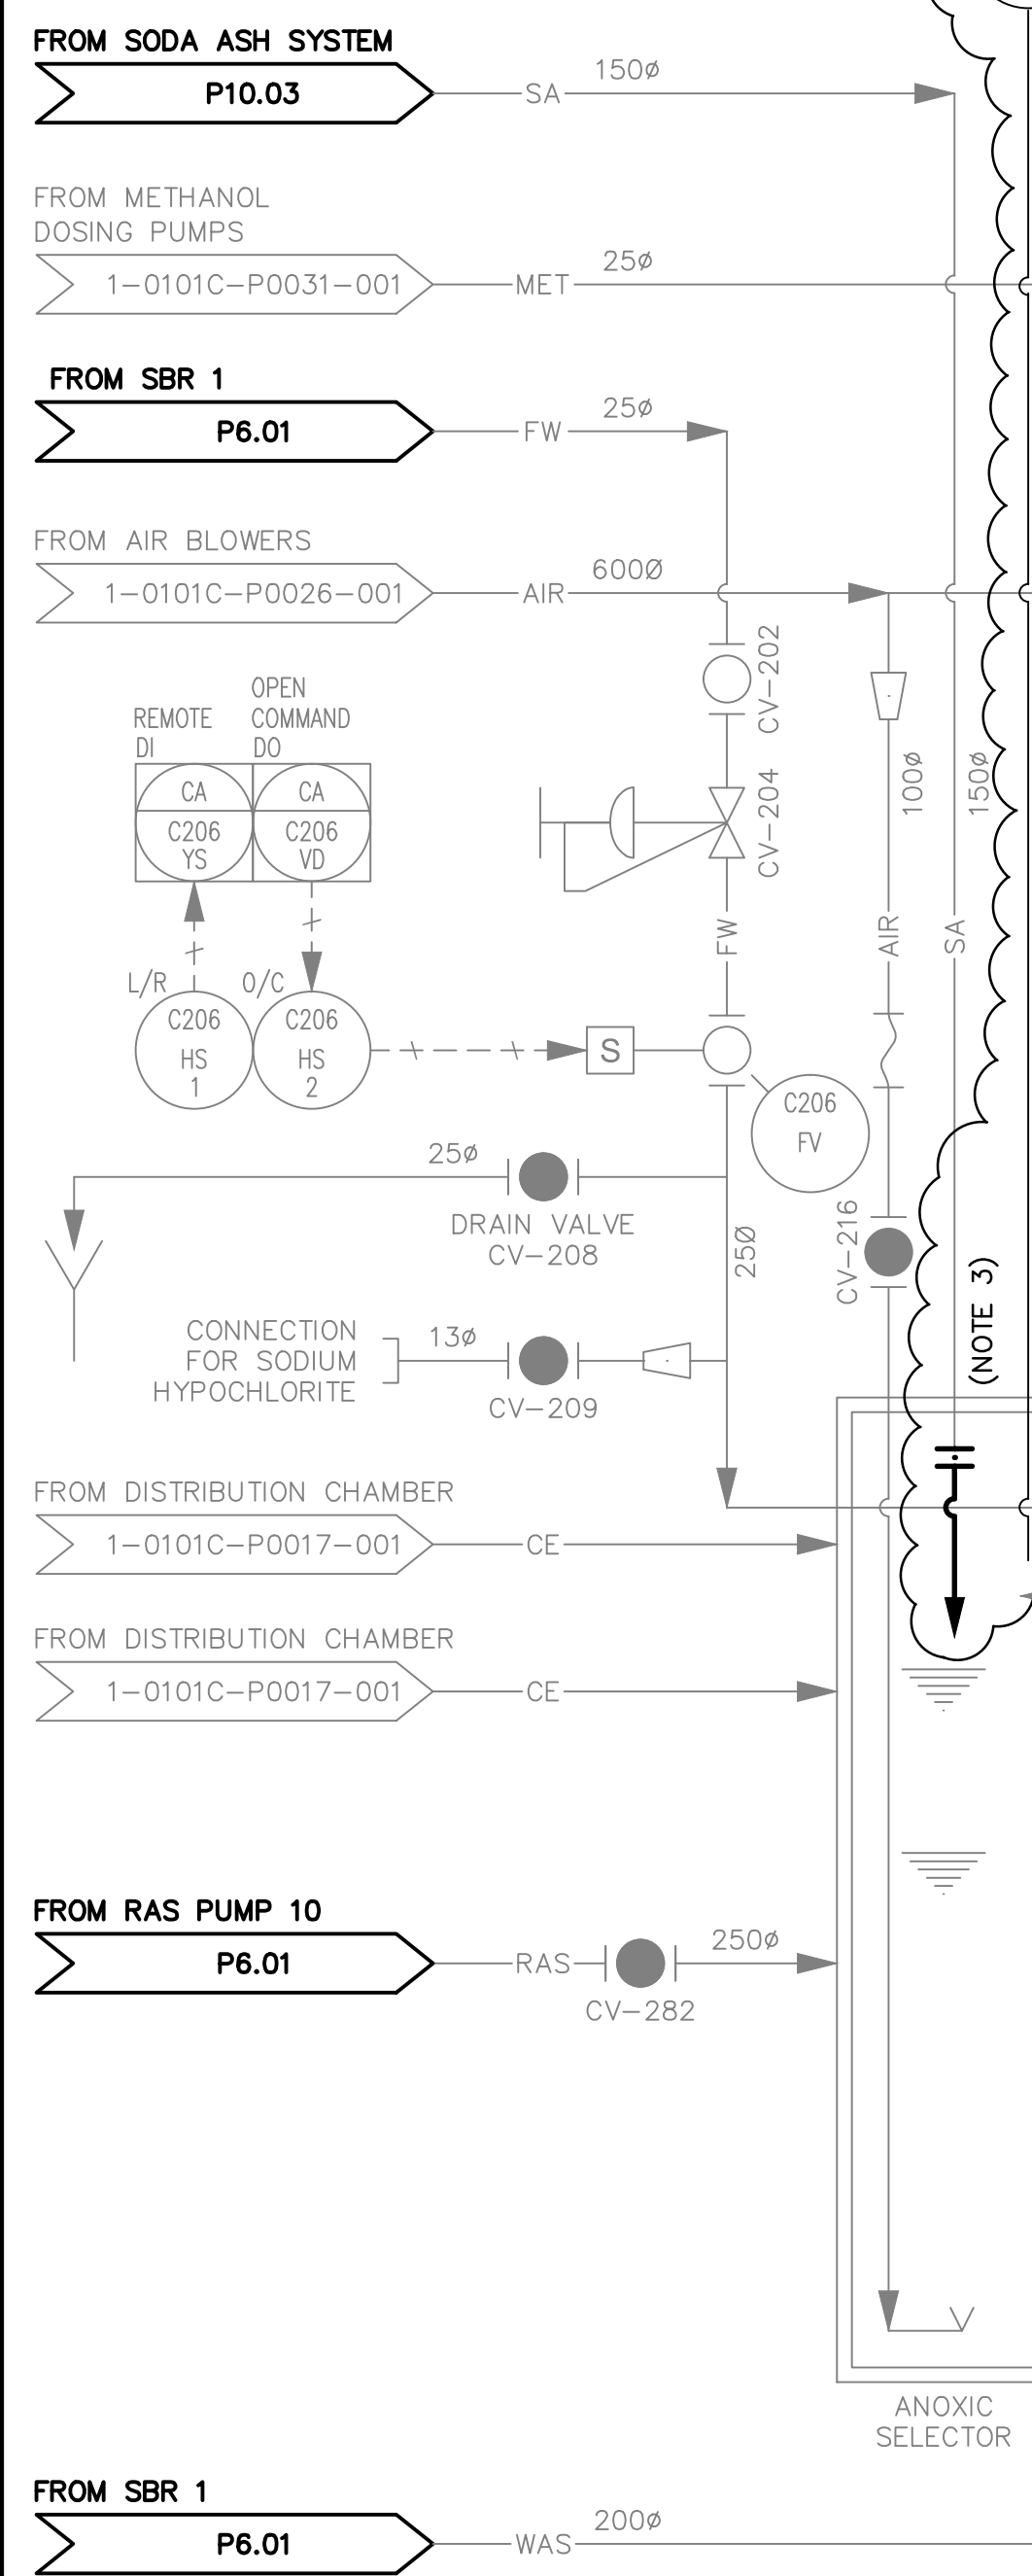 FROM SODA ASH SYSTEM
P10.03
SA
150ø
FROM METHANOL
DOSING PUMPS
1-0101C-P0031-001
MET
25ø
FROM SBR 1
P6.01
FW
25ø
FROM AIR BLOWERS
1-0101C-P0026-001
AIR
600Ø
CV-202
REMOTE
DI
OPEN
COMMAND
DO
CA
C206
YS
CA
C206
VD
CV-204
100ø
150ø
FW
AIR
SA
L/R
O/C
C206
HS
1
C206
HS
2
S
C206
FV
25ø
DRAIN VALVE
CV-208
25Ø
CV-216
(NOTE 3)
CONNECTION
FOR SODIUM
HYPOCHLORITE
13ø
CV-209
FROM DISTRIBUTION CHAMBER
1-0101C-P0017-001
CE
FROM DISTRIBUTION CHAMBER
1-0101C-P0017-001
CE
FROM RAS PUMP 10
P6.01
RAS
CV-282
250ø
ANOXIC
SELECTOR
FROM SBR 1
P6.01
WAS
200ø